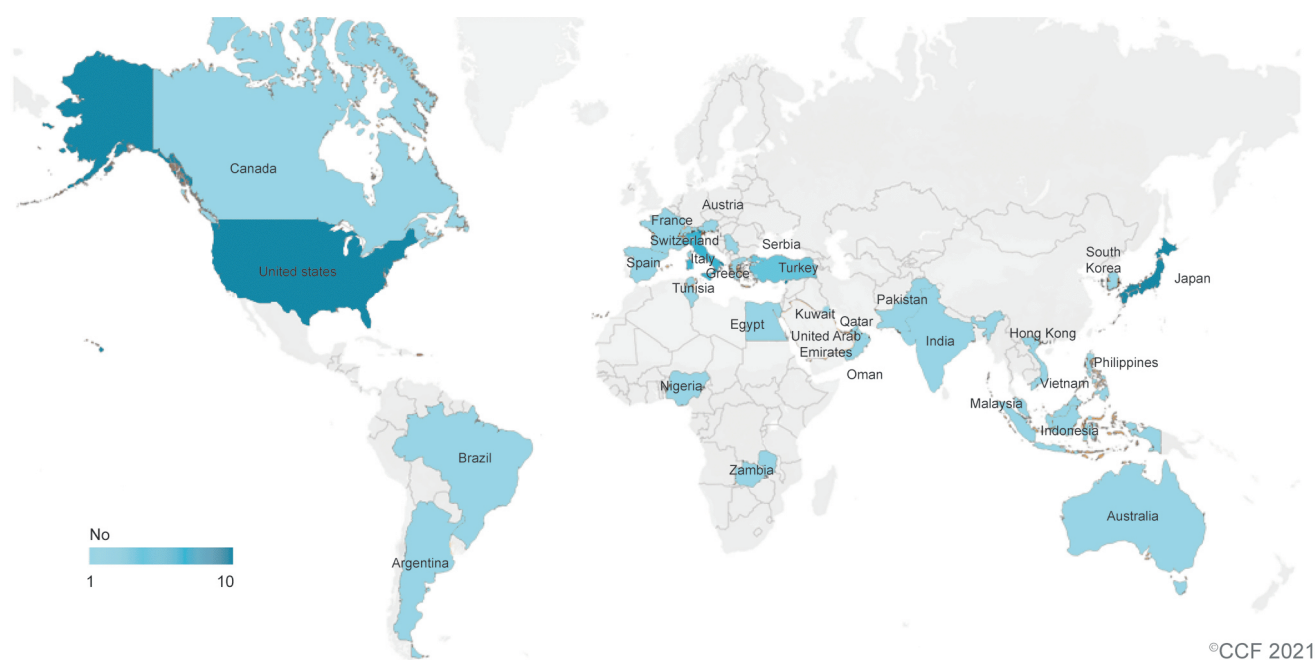 Canada
United states
Brazil
Argentina
Austria
France
Switzerland
Serbia
Spain
Italy
Greece
Turkey
Tunisia
South
Korea
Japan
Pakistan
Kuwait
Qatar
Egypt
United Arab
Emirates
India
Hong Kong
Oman
Philippines
Nigeria
Vietnam
Malaysia
Indonesia
Zambia
Australia
No
1 10
©CCF 2021